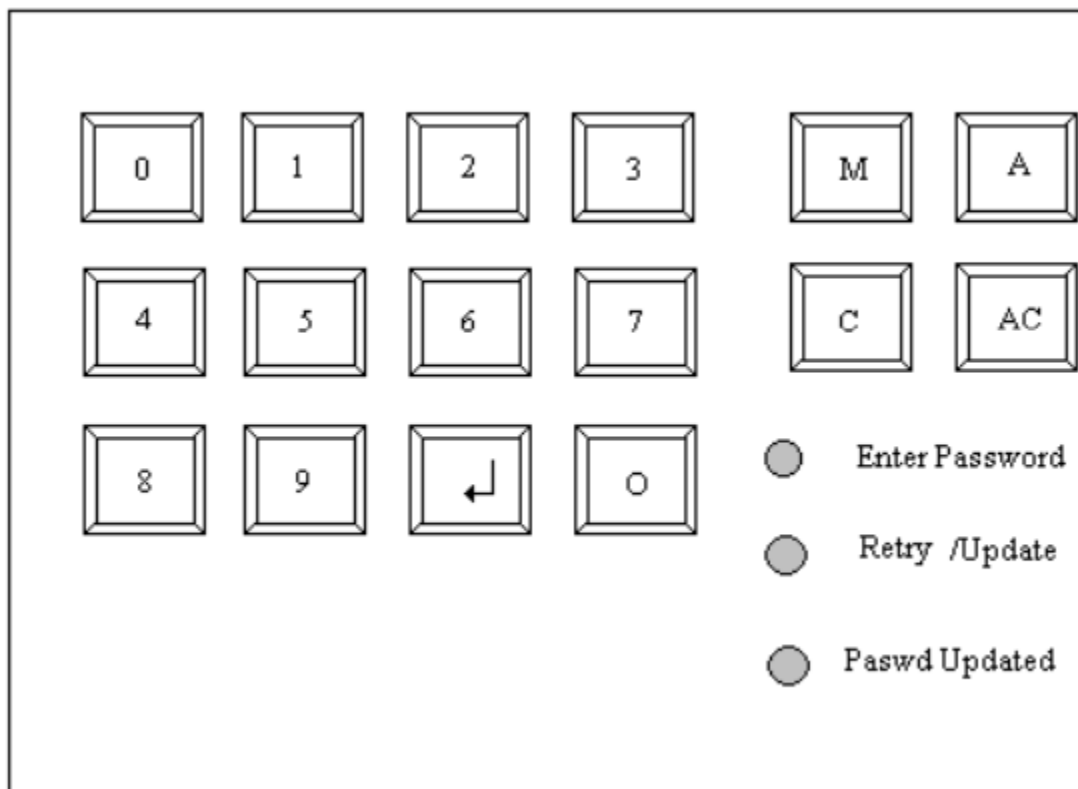 0 1 2 3 M A
4 5 6 7 C AC
8 9 ↵ O Enter Password
Retry /Update
Paswd Updated